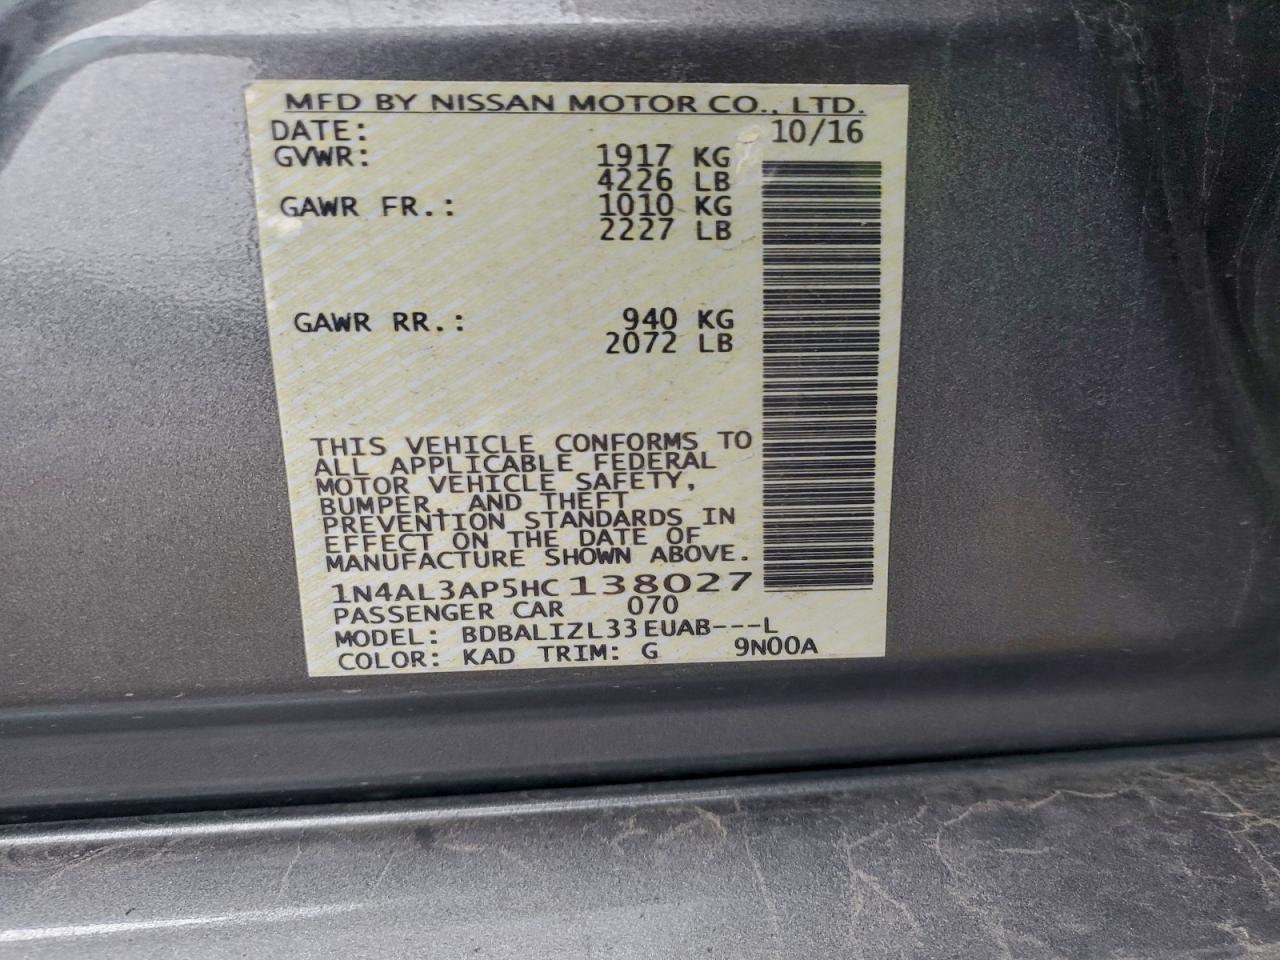 MFD BY NISSAN MOTOR CO., LTD.
DATE: 10/16
GVWR: 1917 KG
4226 LB
GAWR FR.: 1010 KG
2227 LB
GAWR RR.: 940 KG
2072 LB
THIS VEHICLE CONFORMS TO
ALL APPLICABLE FEDERAL
MOTOR VEHICLE SAFETY,
BUMPER, AND THEFT
PREVENTION STANDARDS IN
EFFECT ON THE DATE OF
MANUFACTURE SHOWN ABOVE.
1N4AL3AP5HC138027
PASSENGER CAR 070
MODEL: BDBALIZL33EUAB---L
COLOR: KAD TRIM: G 9N00A